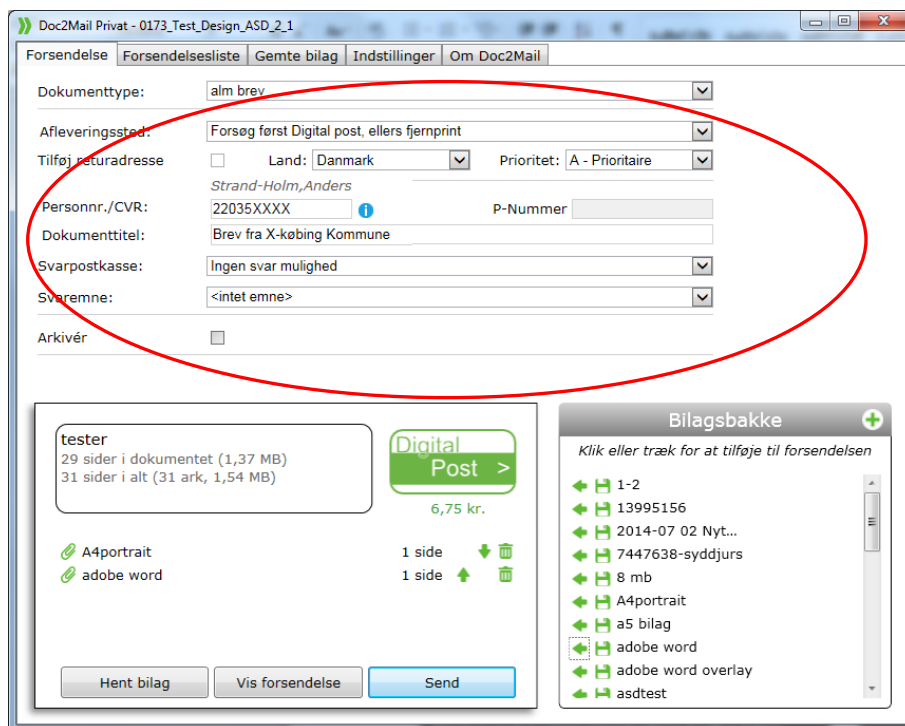 Doc2Mail Privat - 0173_Test_Design_ASD_2_1
Forsendelse Forsendelsesliste Gemte bilag Indstillinger Om Doc2Mail
Dokumenttype: alm brev
Afleveringssted: Forsøg først Digital post, ellers fjernprint
Tilføj returadresse Land: Danmark Prioritet: A - Prioritaire
Strand-Holm,Anders
Personnr./CVR: 22035XXXX P-Nummer
Dokumenttitel: Brev fra X-købing Kommune
Svarpostkasse: Ingen svar mulighed
Svaremne: <intet emne>
Arkivér
tester
29 sider i dokumentet (1,37 MB)
31 sider i alt (31 ark, 1,54 MB)
Digital
Post >
6,75 kr.
A4portrait 1 side
adobe word 1 side
Hent bilag Vis forsendelse Send
Bilagsbakke
Klik eller træk for at tilføje til forsendelsen
1-2
13995156
2014-07 02 Nyt...
7447638-syddjurs
8 mb
A4portrait
a5 bilag
adobe word
adobe word overlay
asdtest